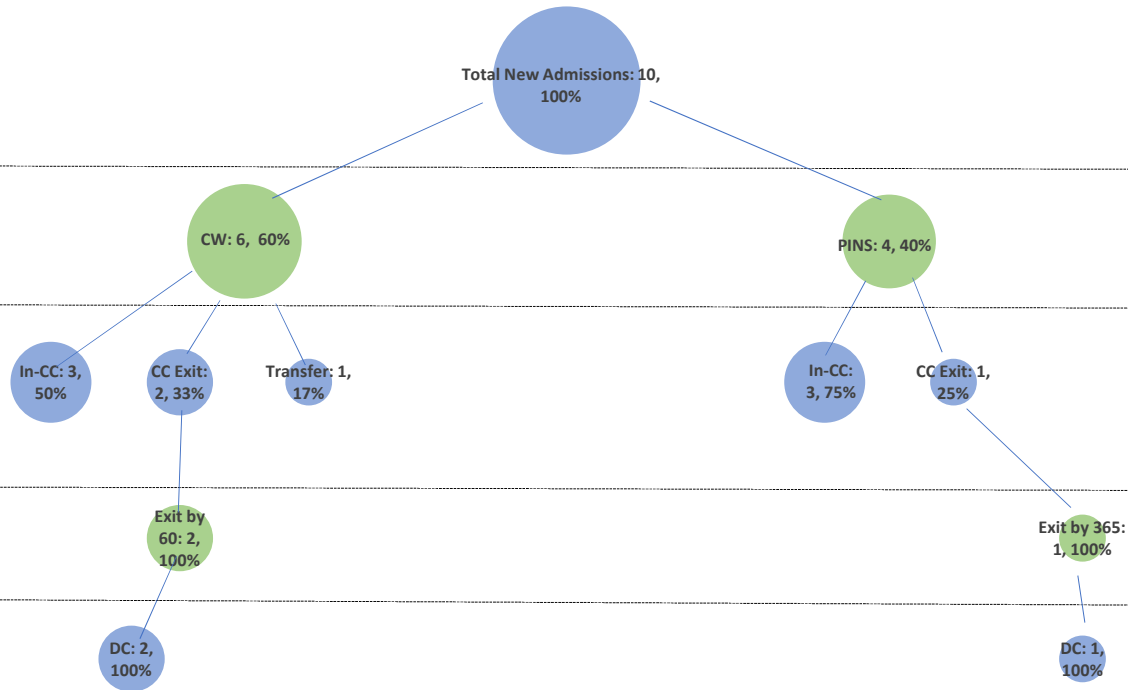 Total New Admissions: 10,
100%
CW: 6,  60%
PINS: 4, 40%
In-CC: 3,
50%
CC Exit:
2, 33%
Transfer: 1,
17%
In-CC:
3, 75%
CC Exit: 1,
25%
Exit by
60: 2,
100%
Exit by 365:
1, 100%
DC: 2,
100%
DC: 1,
100%